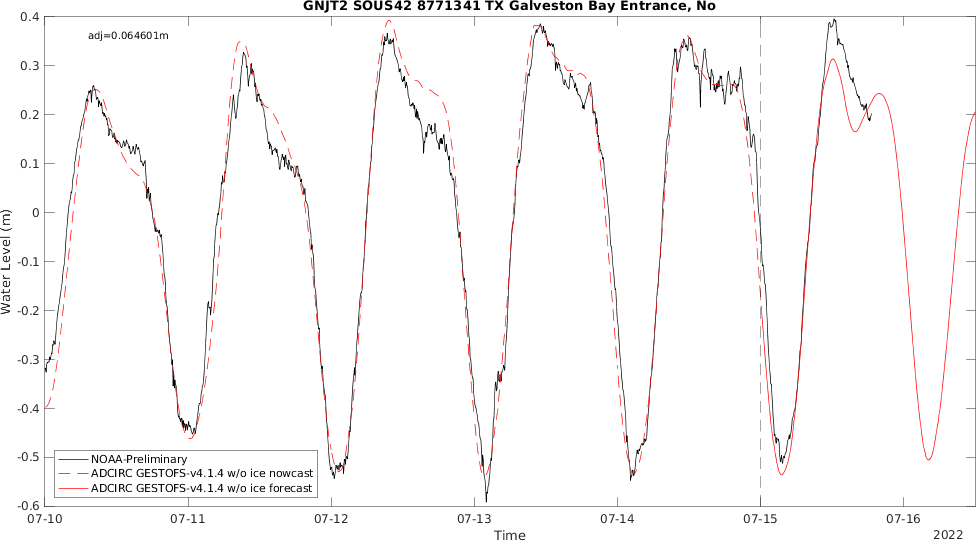 GNJT2 SOUS42 8771341 TX Galveston Bay Entrance, No
adj=0.064601m
0.4
0.3
0.2
0.1
0
-0.1
-0.2
-0.3
-0.4
-0.5
-0.6
Water Level (m)
NOAA-Preliminary
ADCIRC GESTOFS-v4.1.4 w/o ice nowcast
ADCIRC GESTOFS-v4.1.4 w/o ice forecast
07-10 07-11 07-12 07-13 07-14 07-15 07-16
Time
2022